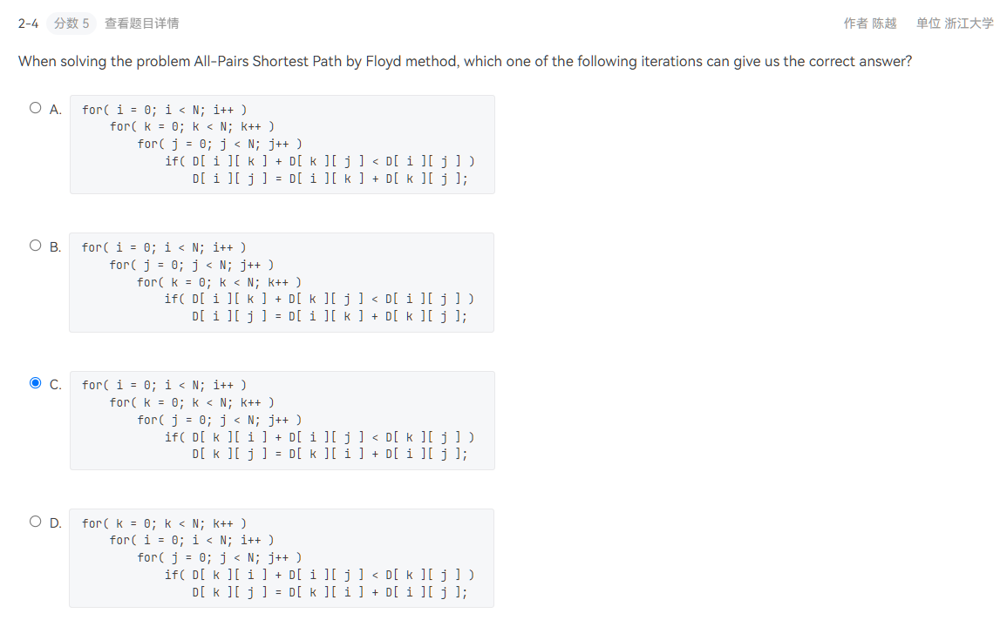 2-4 分数 5 查看题目详情 作者 陈越 单位 浙江大学
When solving the problem All-Pairs Shortest Path by Floyd method, which one of the following iterations can give us the correct answer?
A. for( i = 0; i < N; i++ )
for( k = 0; k < N; k++ )
for( j = 0; j < N; j++ )
if( D[ i ][ k ] + D[ k ][ j ] < D[ i ][ j ] )
D[ i ][ j ] = D[ i ][ k ] + D[ k ][ j ];
B. for( i = 0; i < N; i++ )
for( j = 0; j < N; j++ )
for( k = 0; k < N; k++ )
if( D[ i ][ k ] + D[ k ][ j ] < D[ i ][ j ] )
D[ i ][ j ] = D[ i ][ k ] + D[ k ][ j ];
C. for( i = 0; i < N; i++ )
for( k = 0; k < N; k++ )
for( j = 0; j < N; j++ )
if( D[ k ][ i ] + D[ i ][ j ] < D[ k ][ j ] )
D[ k ][ j ] = D[ k ][ i ] + D[ i ][ j ];
D. for( k = 0; k < N; k++ )
for( i = 0; i < N; i++ )
for( j = 0; j < N; j++ )
if( D[ k ][ i ] + D[ i ][ j ] < D[ k ][ j ] )
D[ k ][ j ] = D[ k ][ i ] + D[ i ][ j ];